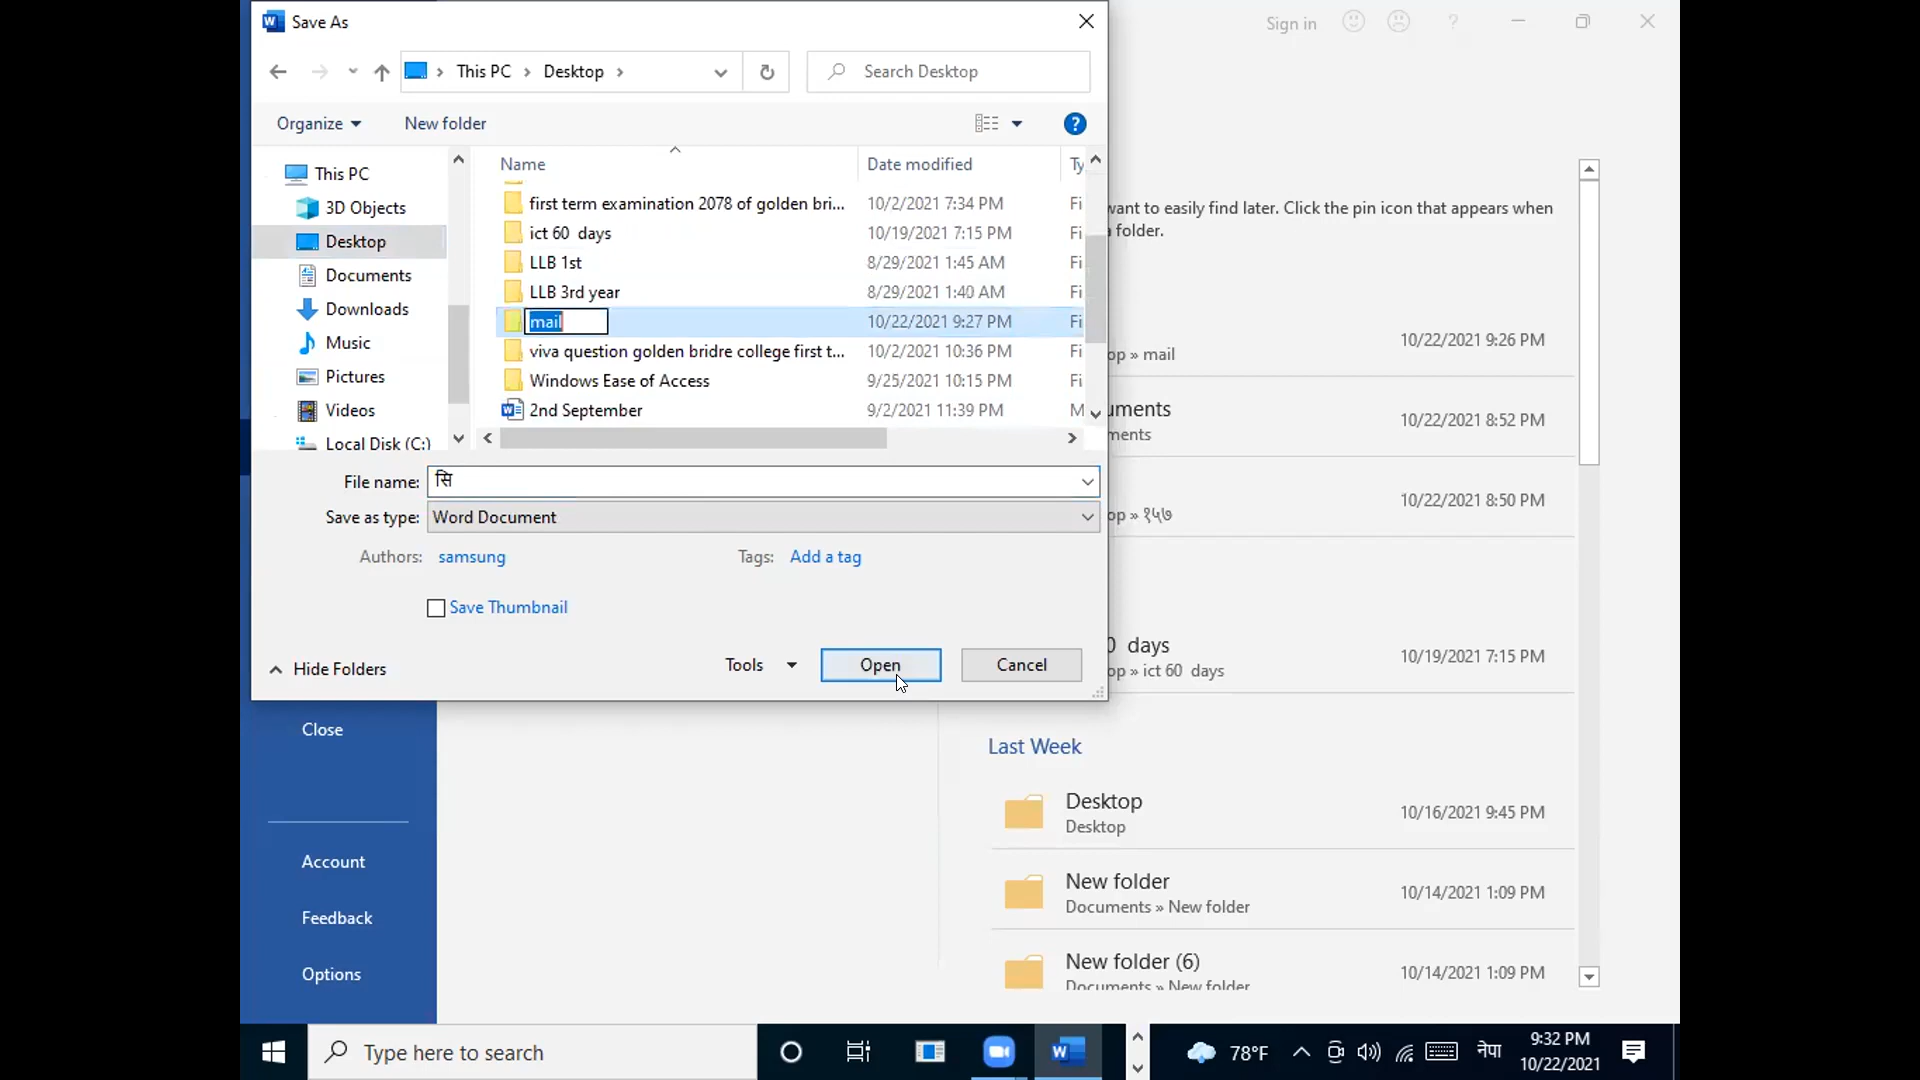 Save As
Sign in
This PC > Desktop >
Search Desktop
Organize
New folder
Name
Date modified
Ty
This PC
3D Objects
Desktop
Documents
Downloads
Music
Pictures
Videos
Local Disk (C:)
first term examination 2078 of golden bri... 10/2/2021 7:34 PM Fi
ict 60 days 10/19/2021 7:15 PM Fi
LLB 1st 8/29/2021 1:45 AM Fi
LLB 3rd year 8/29/2021 1:40 AM Fi
mail 10/22/2021 9:27 PM Fi
viva question golden bridre college first t... 10/2/2021 10:36 PM Fi
Windows Ease of Access 9/25/2021 10:15 PM Fi
2nd September 9/2/2021 11:39 PM M
File name: सि
Save as type: Word Document
Authors: samsung
Tags: Add a tag
Save Thumbnail
Hide Folders
Tools
Open
Cancel
want to easily find later. Click the pin icon that appears when
a folder.
10/22/2021 9:26 PM
op » mail
uments
ments
10/22/2021 8:52 PM
10/22/2021 8:50 PM
op » १५७
0 days
op » ict 60 days
10/19/2021 7:15 PM
Last Week
Desktop
Desktop
10/16/2021 9:45 PM
New folder
Documents » New folder
10/14/2021 1:09 PM
New folder (6)
Documents » New folder
10/14/2021 1:09 PM
Close
Account
Feedback
Options
Type here to search
78°F
नेपा
9:32 PM
10/22/2021